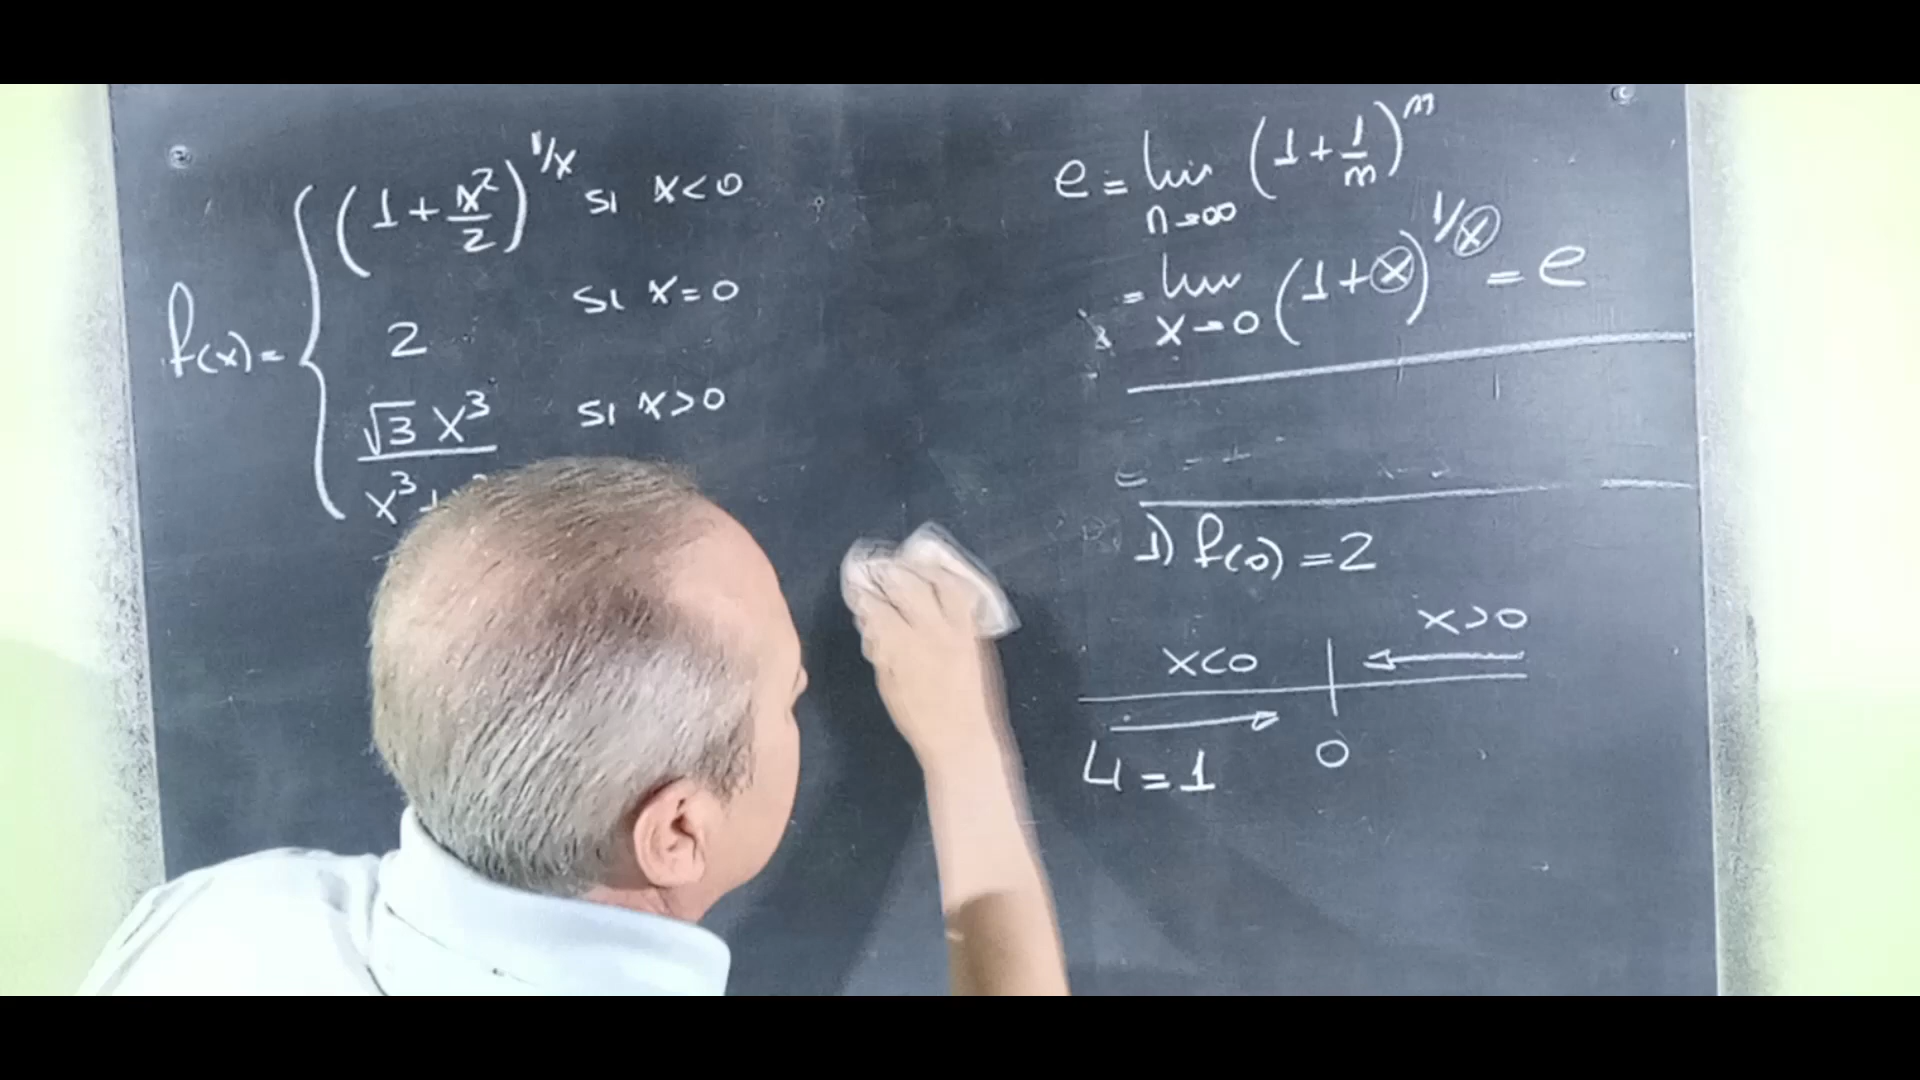 f(x) = { (1 + x²/2)^(1/x) si x < 0
2 si x = 0
√3 x³ si x > 0
x³ +
e = lim (1 + 1/m)^m
n→∞
= lim (1 + x)^(1/x) = e
x→0
1) f(0) = 2
x>0
x<0
0
L1 = 1